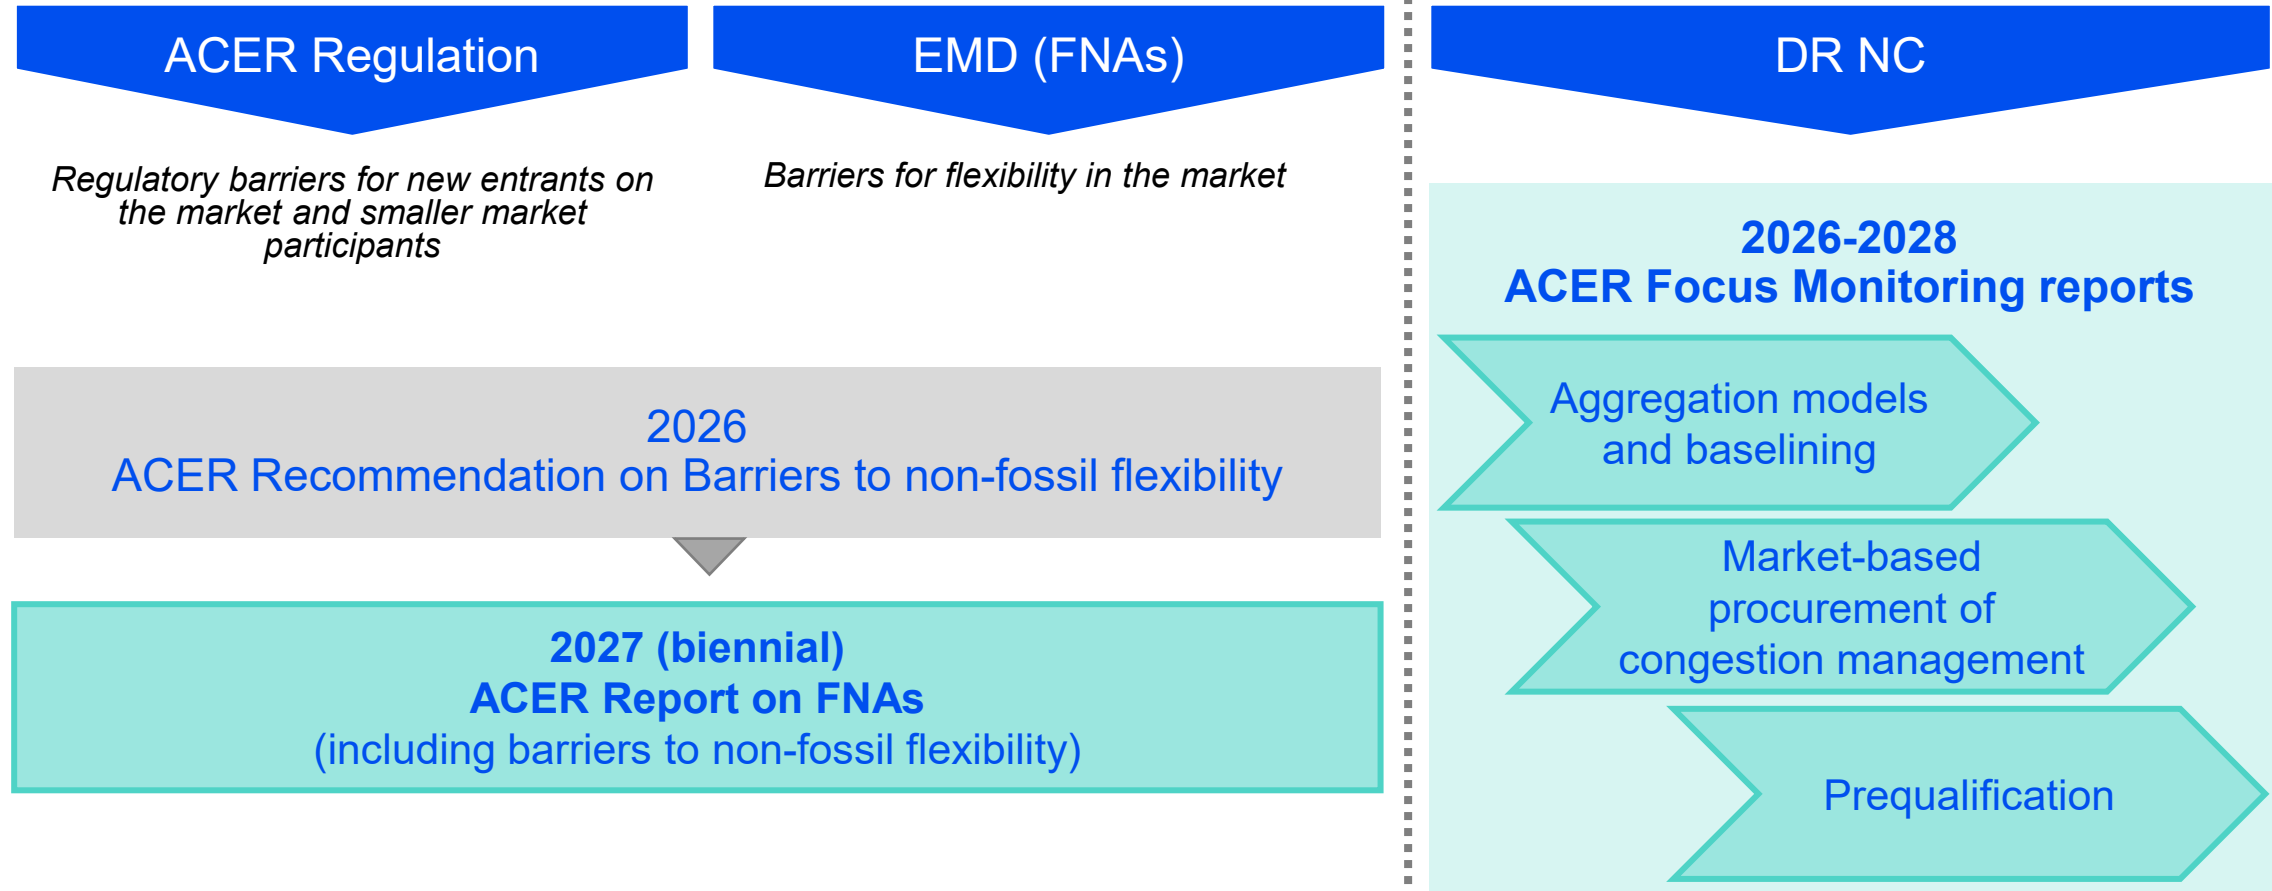 ACER Regulation
EMD (FNAs)
DR NC
Regulatory barriers for new entrants on
the market and smaller market
participants
Barriers for flexibility in the market
2026
ACER Recommendation on Barriers to non-fossil flexibility
2027 (biennial)
ACER Report on FNAs
(including barriers to non-fossil flexibility)
2026-2028
ACER Focus Monitoring reports
Aggregation models
and baselining
Market-based
procurement of
congestion management
Prequalification